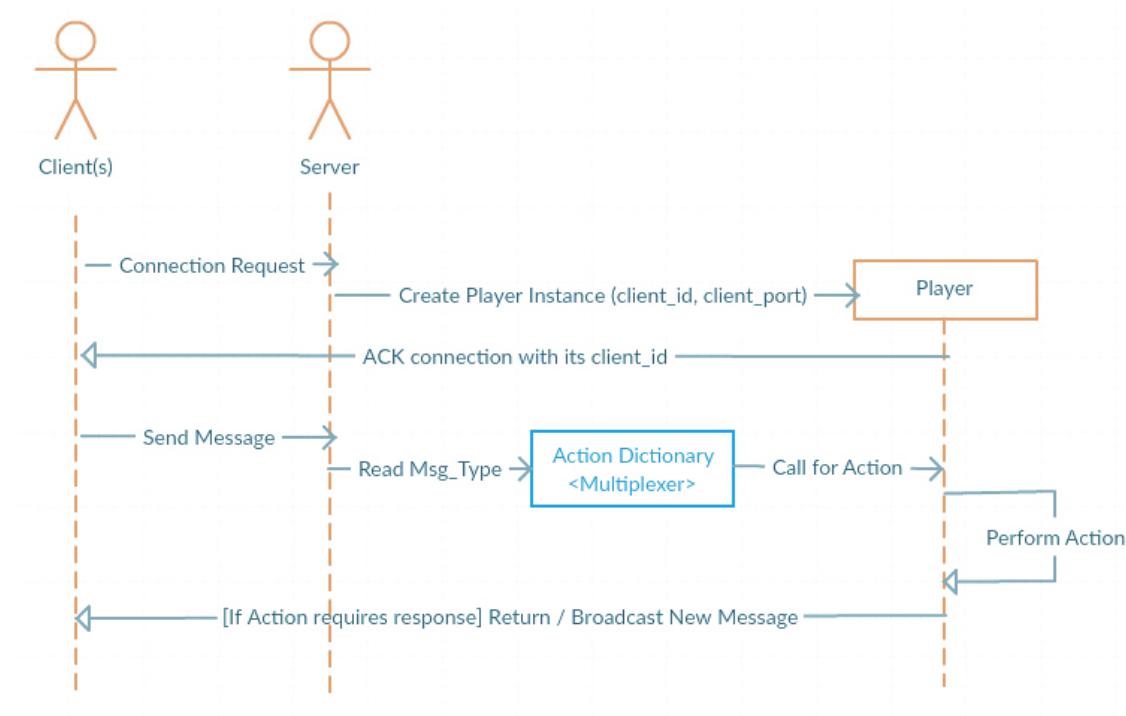 Client(s)
Server
Connection Request
Create Player Instance (client_id, client_port)
Player
ACK connection with its client_id
Send Message
Read Msg_Type
Action Dictionary
<Multiplexer>
Call for Action
Perform Action
[If Action requires response] Return / Broadcast New Message